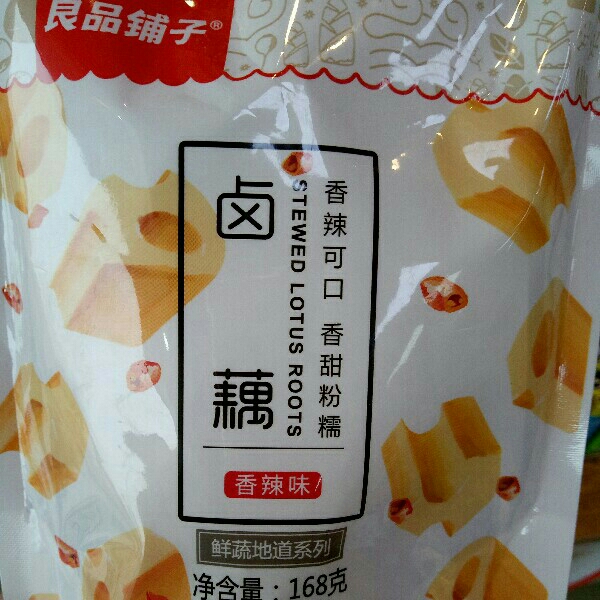 良品铺子®
卤藕
STEWED LOTUS ROOTS
香辣可口 香甜粉糯
香辣味
鲜蔬地道系列
净含量：168克